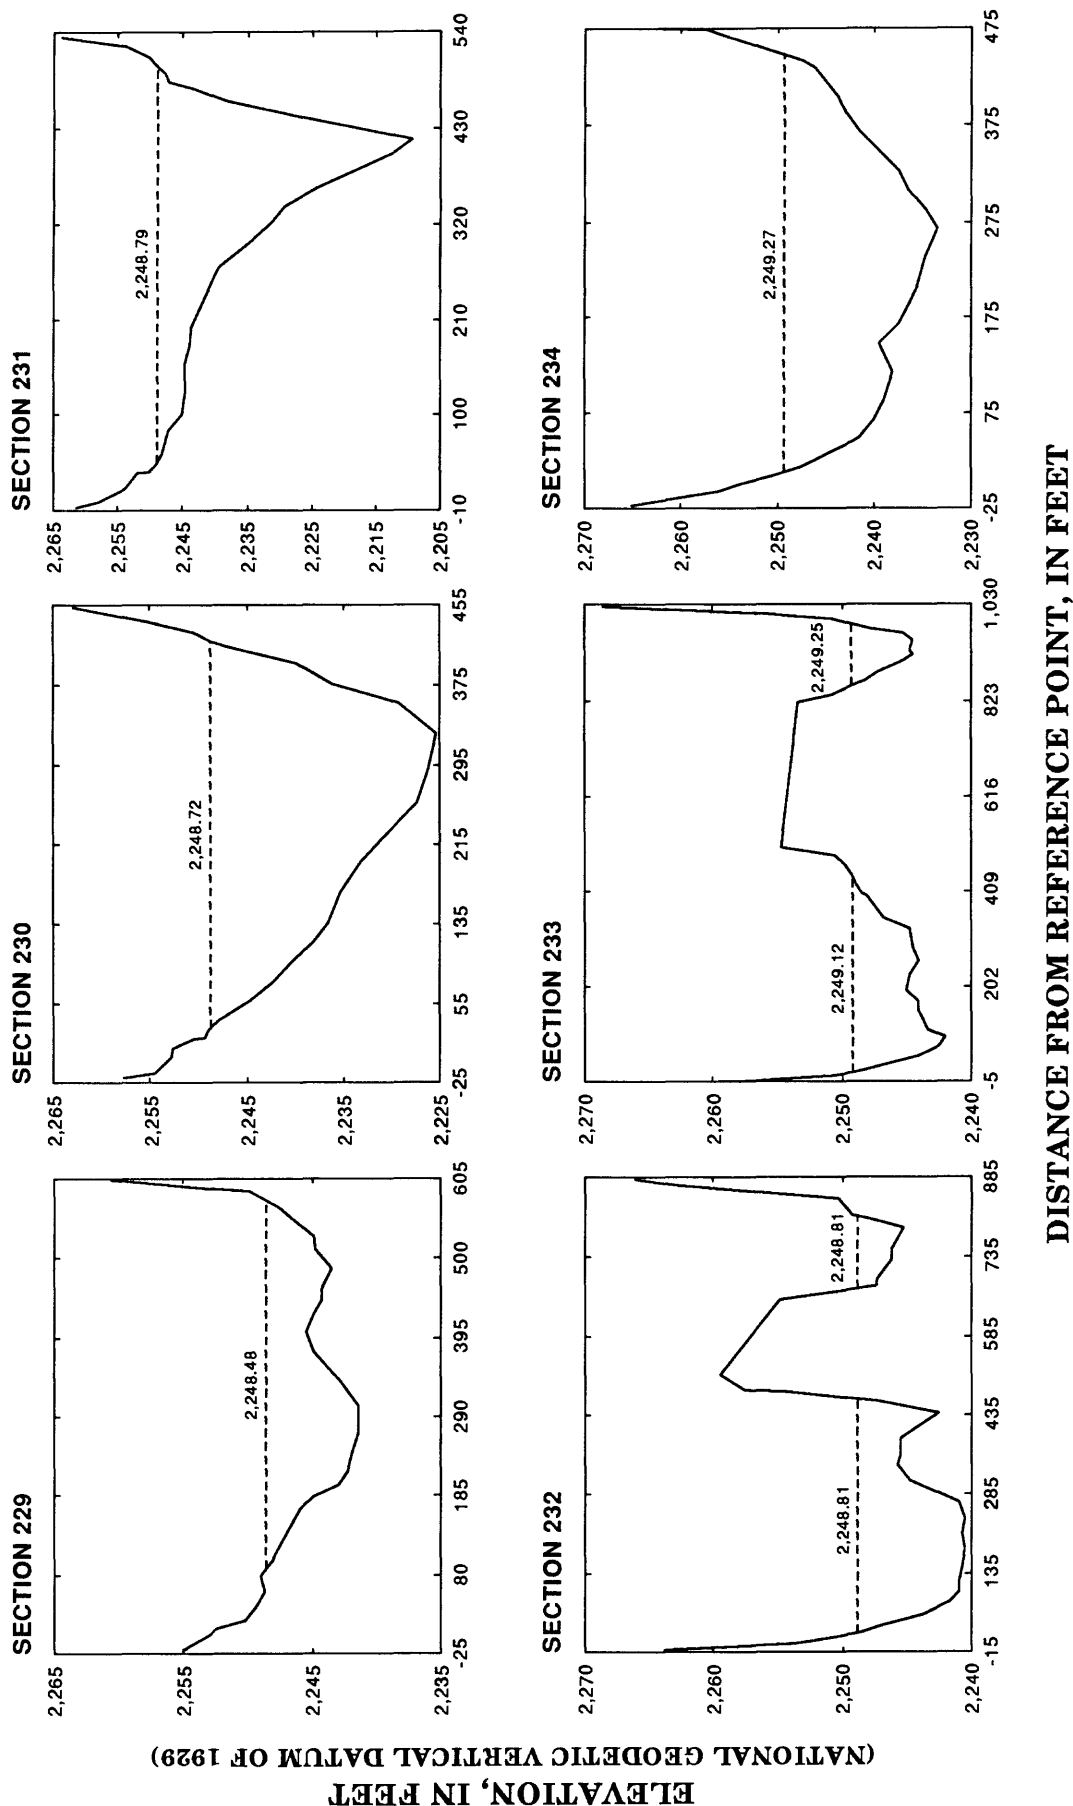 ELEVATION, IN FEET
(NATIONAL GEODETIC VERTICAL DATUM OF 1929)
SECTION 229
2,265
2,255
2,245
2,235
2,248.48
-25 80 185 290 395 500 605
SECTION 230
2,265
2,255
2,245
2,235
2,225
2,248.72
-25 55 135 215 295 375 455
SECTION 231
2,265
2,255
2,245
2,235
2,225
2,215
2,205
2,248.79
-10 100 210 320 430 540
SECTION 232
2,270
2,260
2,250
2,240
2,248.81 2,248.81
-15 135 285 435 585 735 885
SECTION 233
2,270
2,260
2,250
2,240
2,249.12 2,249.25
-5 202 409 616 823 1,030
SECTION 234
2,270
2,260
2,250
2,240
2,230
2,249.27
-25 75 175 275 375 475
DISTANCE FROM REFERENCE POINT, IN FEET